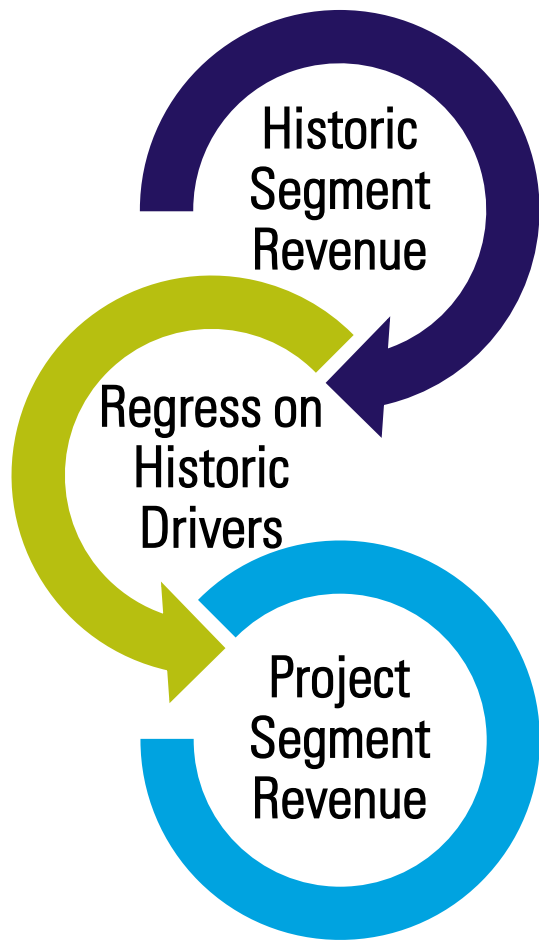 Historic
Segment
Revenue
Regress on
Historic
Drivers
Project
Segment
Revenue